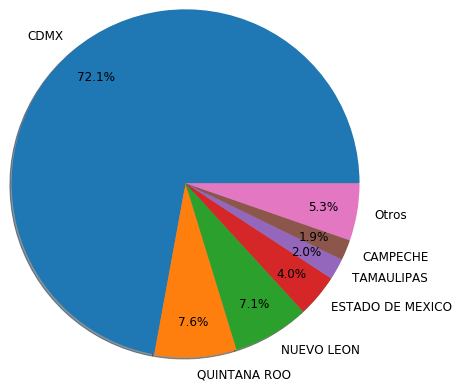 CDMX
72.1%
5.3%
Otros
1.9%
CAMPECHE
2.0%
TAMAULIPAS
4.0%
ESTADO DE MEXICO
7.1%
NUEVO LEON
7.6%
QUINTANA ROO